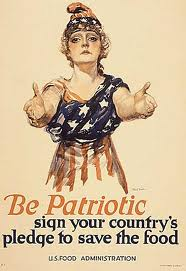 Be Patriotic
sign your country's
pledge to save the food
U.S. FOOD ADMINISTRATION